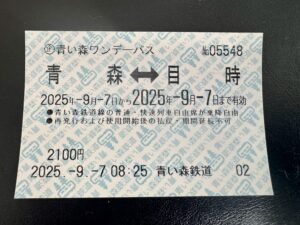 ㋕青い森ワンデーパス №05548
青森⟷目時
2025年-9月-7日から2025年-9月-7日まで有効
●青い森鉄道線の普通・快速列車自由席が乗降自由
●再発行および使用開始後の払戻・期間延長不可
2100円
2025.-9.-7 08:25 青い森鉄道 02